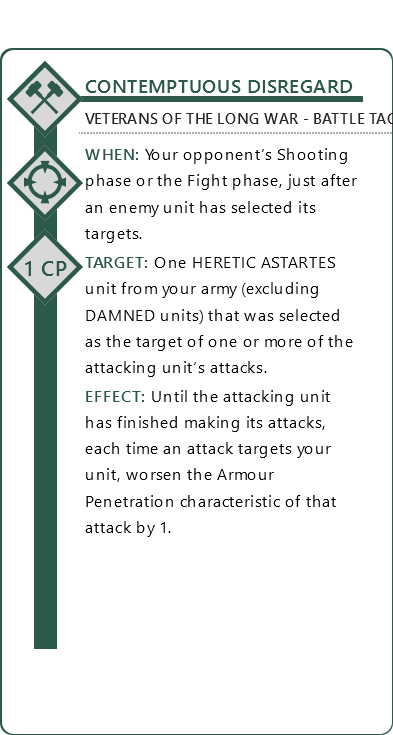 CONTEMPTUOUS DISREGARD
VETERANS OF THE LONG WAR - BATTLE TAC
WHEN: Your opponent's Shooting
phase or the Fight phase, just after
an enemy unit has selected its
targets.
1 CP
TARGET: One HERETIC ASTARTES
unit from your army (excluding
DAMNED units) that was selected
as the target of one or more of the
attacking unit's attacks.
EFFECT: Until the attacking unit
has finished making its attacks,
each time an attack targets your
unit, worsen the Armour
Penetration characteristic of that
attack by 1.